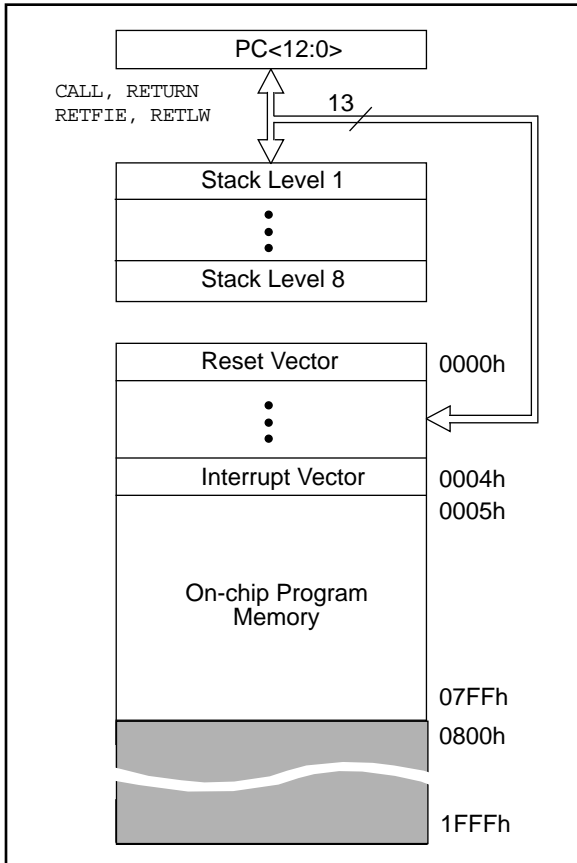 PC<12:0>
CALL, RETURN
RETFIE, RETLW
13
Stack Level 1
Stack Level 8
Reset Vector
0000h
Interrupt Vector
0004h
0005h
On-chip Program
Memory
07FFh
0800h
1FFFh